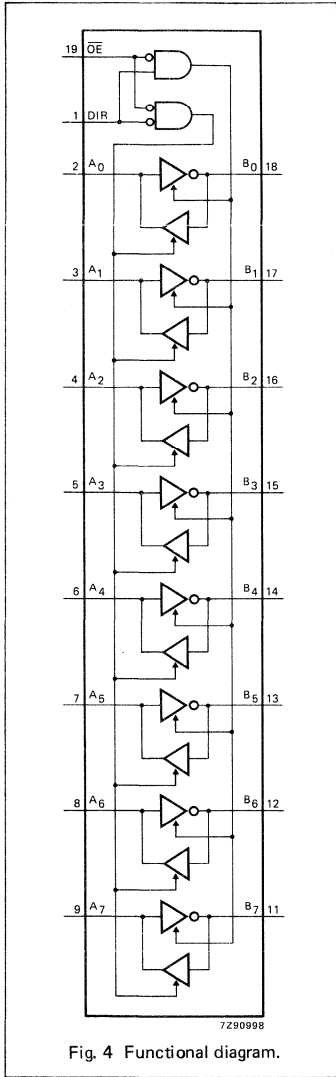 19 OE
1 DIR
2 A0 B0 18
3 A1 B1 17
4 A2 B2 16
5 A3 B3 15
6 A4 B4 14
7 A5 B5 13
8 A6 B6 12
9 A7 B7 11
7Z90998
Fig. 4 Functional diagram.